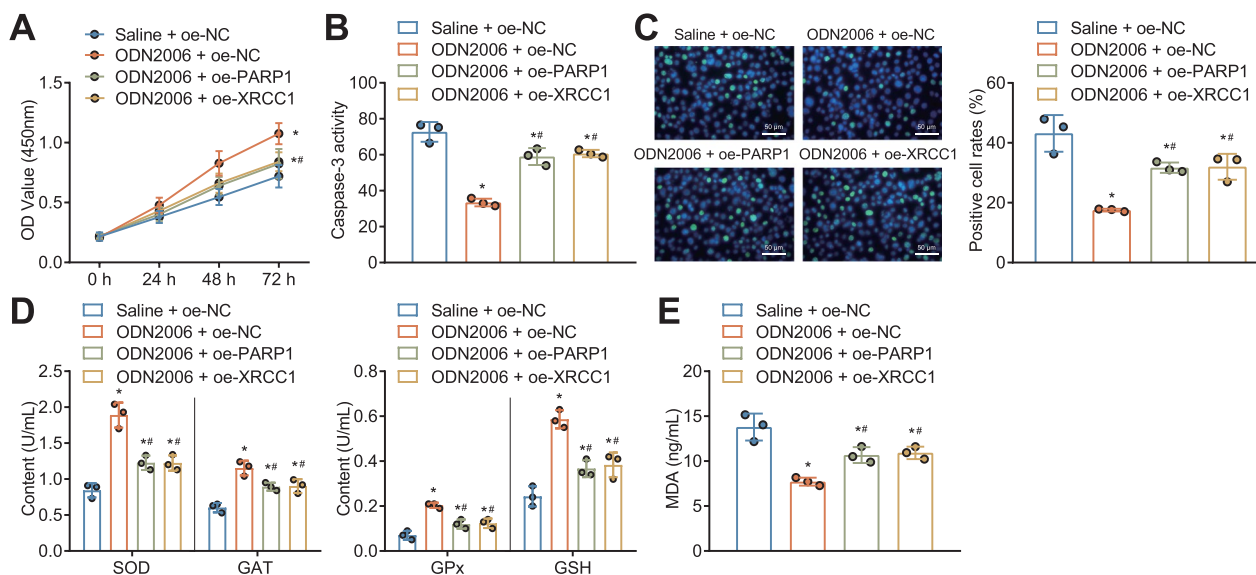 A
Saline + oe-NC
ODN2006 + oe-NC
ODN2006 + oe-PARP1
ODN2006 + oe-XRCC1
OD Value (450nm)
1.5
1.0
0.5
0.0
0 h
24 h
48 h
72 h
*
*#
B
Saline + oe-NC
ODN2006 + oe-NC
ODN2006 + oe-PARP1
ODN2006 + oe-XRCC1
Caspase-3 activity
100
80
60
40
20
0
*
*#
*#
C
Saline + oe-NC
ODN2006 + oe-NC
50 μm
50 μm
ODN2006 + oe-PARP1
ODN2006 + oe-XRCC1
50 μm
50 μm
Saline + oe-NC
ODN2006 + oe-NC
ODN2006 + oe-PARP1
ODN2006 + oe-XRCC1
Positive cell rates (%)
60
40
20
0
*
*#
*#
D
Saline + oe-NC
ODN2006 + oe-NC
ODN2006 + oe-PARP1
ODN2006 + oe-XRCC1
Content (U/mL)
2.5
2.0
1.5
1.0
0.5
0.0
*
*#
*#
*
*#
*#
SOD
GAT
Saline + oe-NC
ODN2006 + oe-NC
ODN2006 + oe-PARP1
ODN2006 + oe-XRCC1
Content (U/mL)
0.8
0.6
0.4
0.2
0.0
*
*#
*#
*
*#
*#
GPx
GSH
E
Saline + oe-NC
ODN2006 + oe-NC
ODN2006 + oe-PARP1
ODN2006 + oe-XRCC1
MDA (ng/mL)
20
15
10
5
0
*
*#
*#